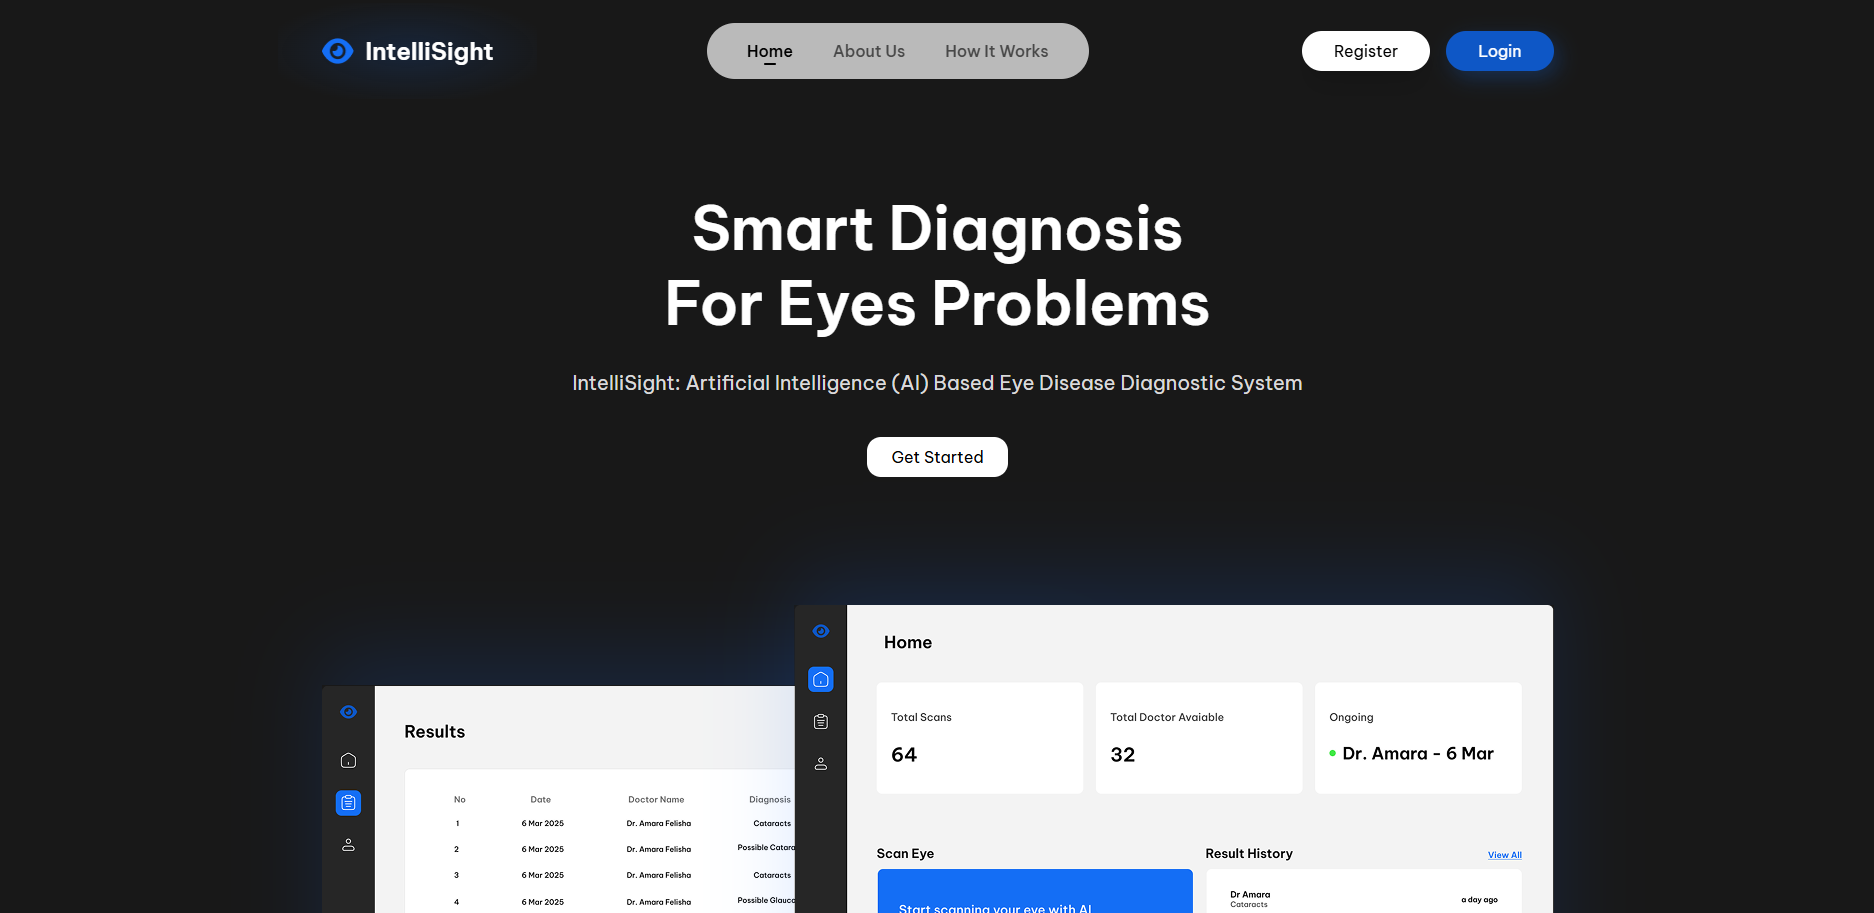 IntelliSight
Home About Us How It Works
Register Login
Smart Diagnosis
For Eyes Problems
IntelliSight: Artificial Intelligence (AI) Based Eye Disease Diagnostic System
Get Started
Results
No Date Doctor Name Diagnosis
1 6 Mar 2025 Dr. Amara Felisha Cataracts
2 6 Mar 2025 Dr. Amara Felisha Possible
3 6 Mar 2025 Dr. Amara Felisha Cataracts
4 6 Mar 2025 Dr. Amara Felisha Possible
Home
Total Scans
64
Total Doctor Avaiable
32
Ongoing
Dr. Amara - 6 Mar
Scan Eye
Start scanning your eye with AI
Result History View All
Dr Amara
Cataracts
a day ago